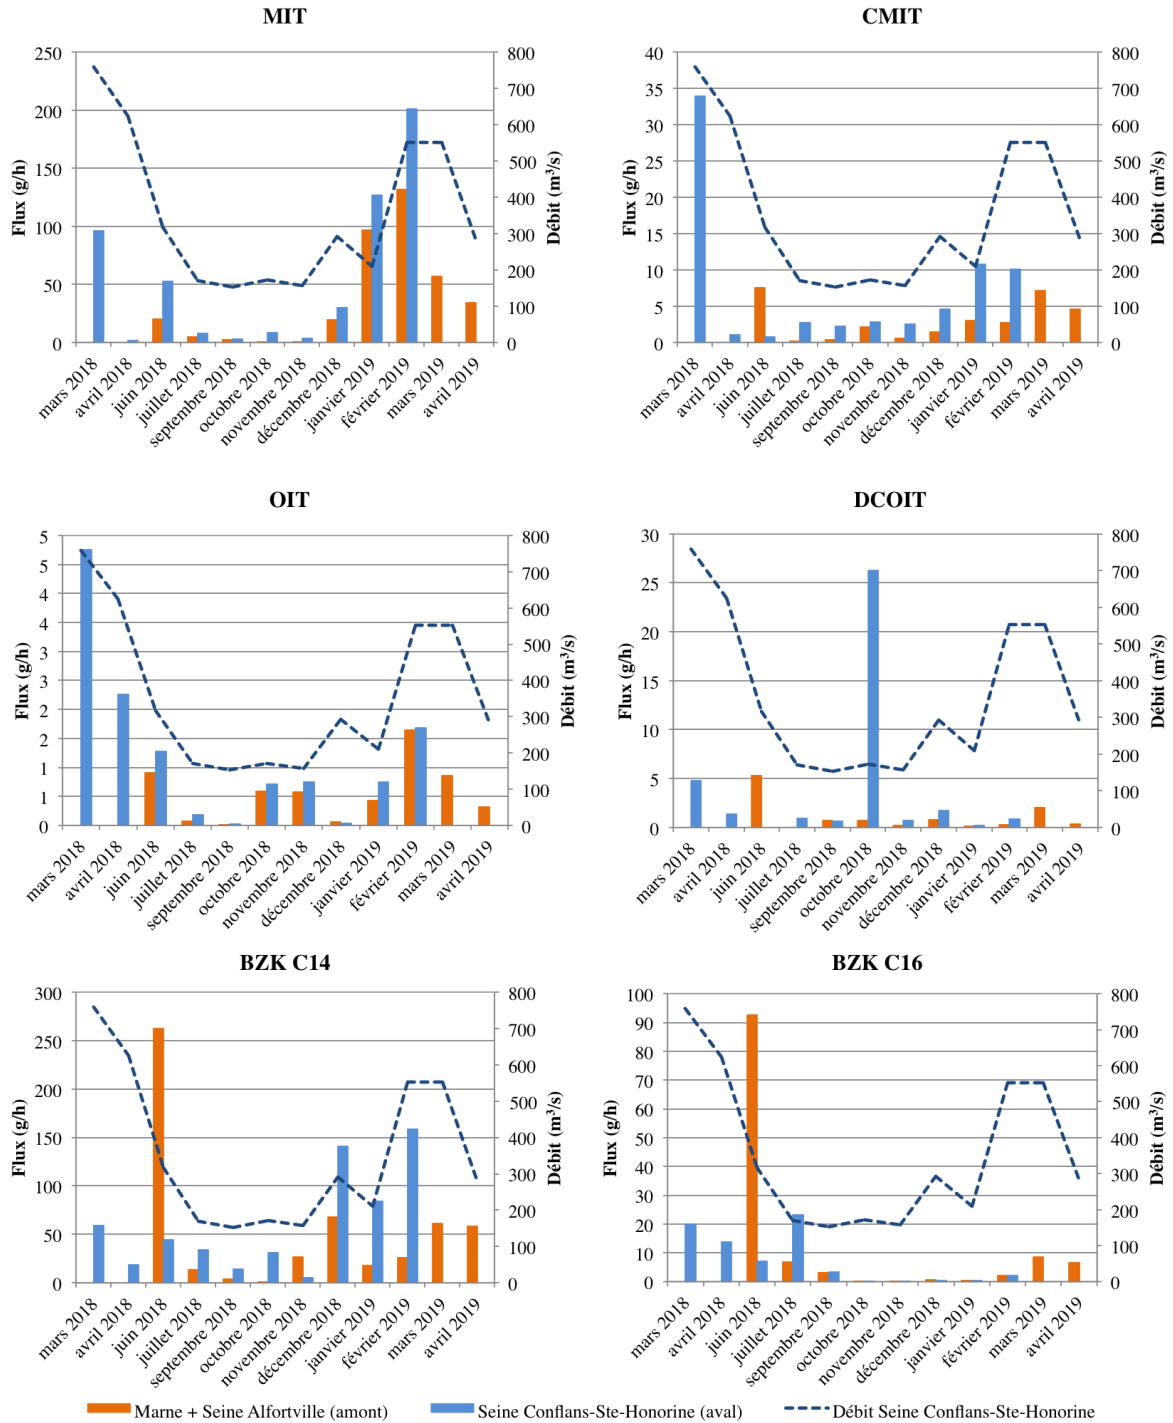 MIT
250
200
150
100
50
0
Flux (g/h)
800
700
600
500
400
300
200
100
0
Débit (m³/s)
mars 2018
avril 2018
juin 2018
juillet 2018
septembre 2018
octobre 2018
novembre 2018
décembre 2018
janvier 2019
février 2019
mars 2019
avril 2019
CMIT
40
35
30
25
20
15
10
5
0
Flux (g/h)
800
700
600
500
400
300
200
100
0
Débit (m³/s)
mars 2018
avril 2018
juin 2018
juillet 2018
septembre 2018
octobre 2018
novembre 2018
décembre 2018
janvier 2019
février 2019
mars 2019
avril 2019
OIT
5
5
4
4
3
3
2
2
1
1
0
Flux (g/h)
800
700
600
500
400
300
200
100
0
Débit (m³/s)
mars 2018
avril 2018
juin 2018
juillet 2018
septembre 2018
octobre 2018
novembre 2018
décembre 2018
janvier 2019
février 2019
mars 2019
avril 2019
DCOIT
30
25
20
15
10
5
0
Flux (g/h)
800
700
600
500
400
300
200
100
0
Débit (m³/s)
mars 2018
avril 2018
juin 2018
juillet 2018
septembre 2018
octobre 2018
novembre 2018
décembre 2018
janvier 2019
février 2019
mars 2019
avril 2019
BZK C14
300
250
200
150
100
50
0
Flux (g/h)
800
700
600
500
400
300
200
100
0
Débit (m³/s)
mars 2018
avril 2018
juin 2018
juillet 2018
septembre 2018
octobre 2018
novembre 2018
décembre 2018
janvier 2019
février 2019
mars 2019
avril 2019
BZK C16
100
90
80
70
60
50
40
30
20
10
0
Flux (g/h)
800
700
600
500
400
300
200
100
0
Débit (m³/s)
mars 2018
avril 2018
juin 2018
juillet 2018
septembre 2018
octobre 2018
novembre 2018
décembre 2018
janvier 2019
février 2019
mars 2019
avril 2019
Marne + Seine Alfortville (amont)
Seine Conflans-Ste-Honorine (aval)
Débit Seine Conflans-Ste-Honorine